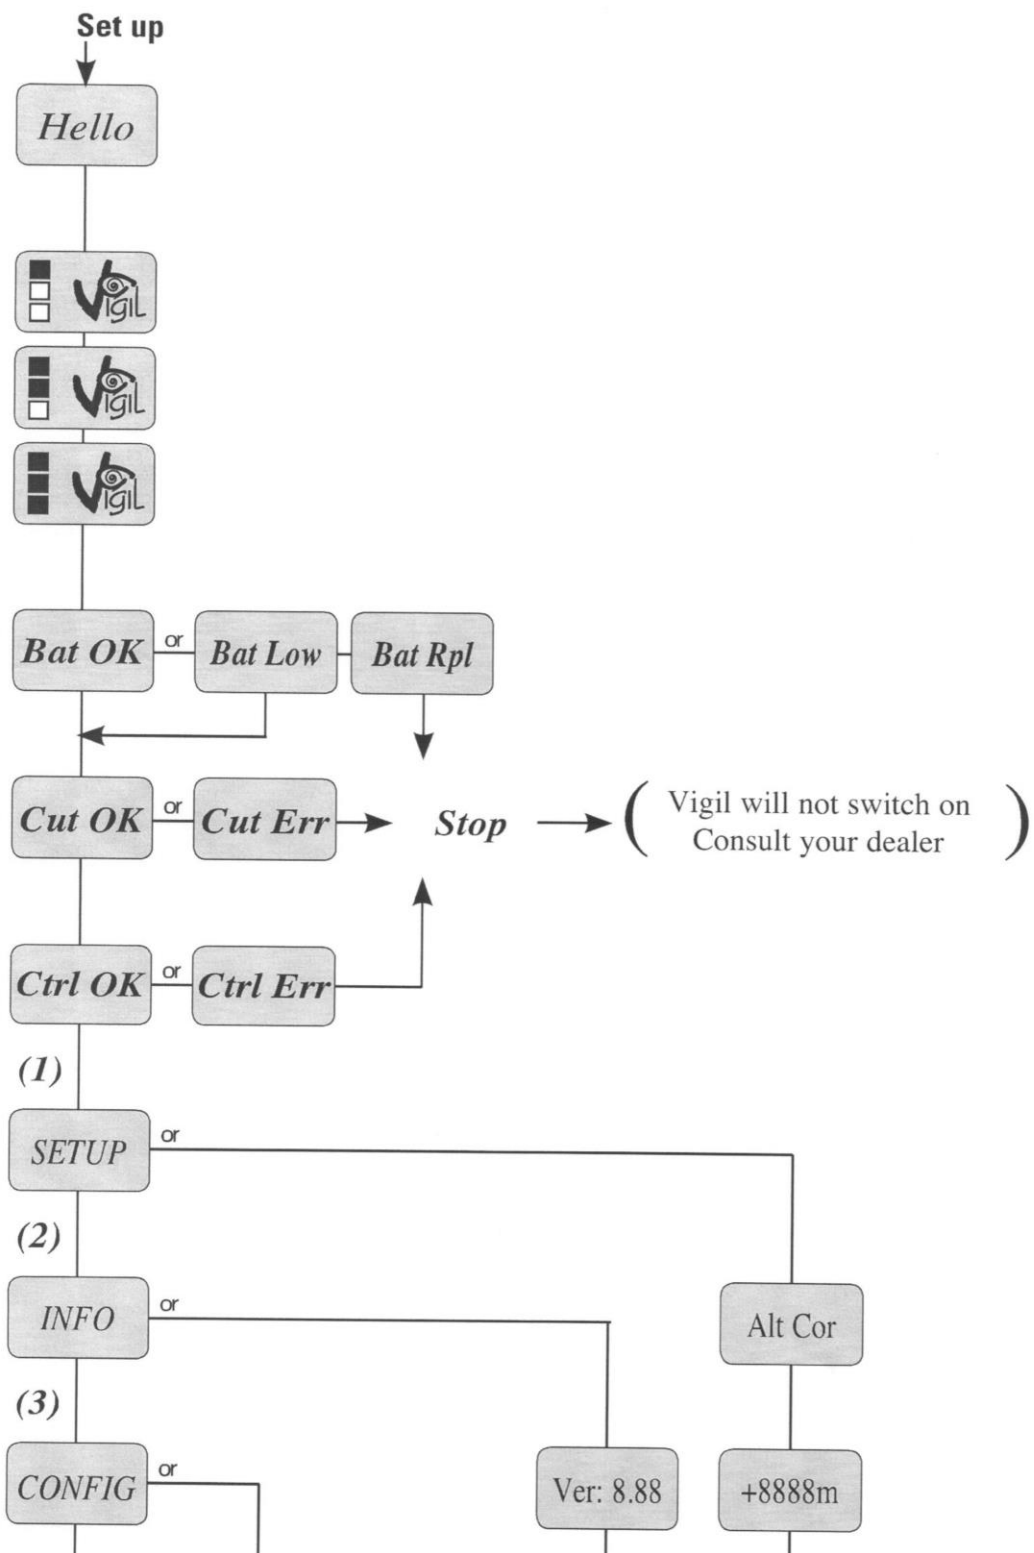 Set up
Hello
Vigil
Vigil
Vigil
Bat OK or Bat Low Bat Rpl
Cut OK or Cut Err Stop ( Vigil will not switch on
Consult your dealer )
Ctrl OK or Ctrl Err
(1)
SETUP or
(2)
INFO or Alt Cor
(3)
CONFIG or Ver: 8.88 +8888m